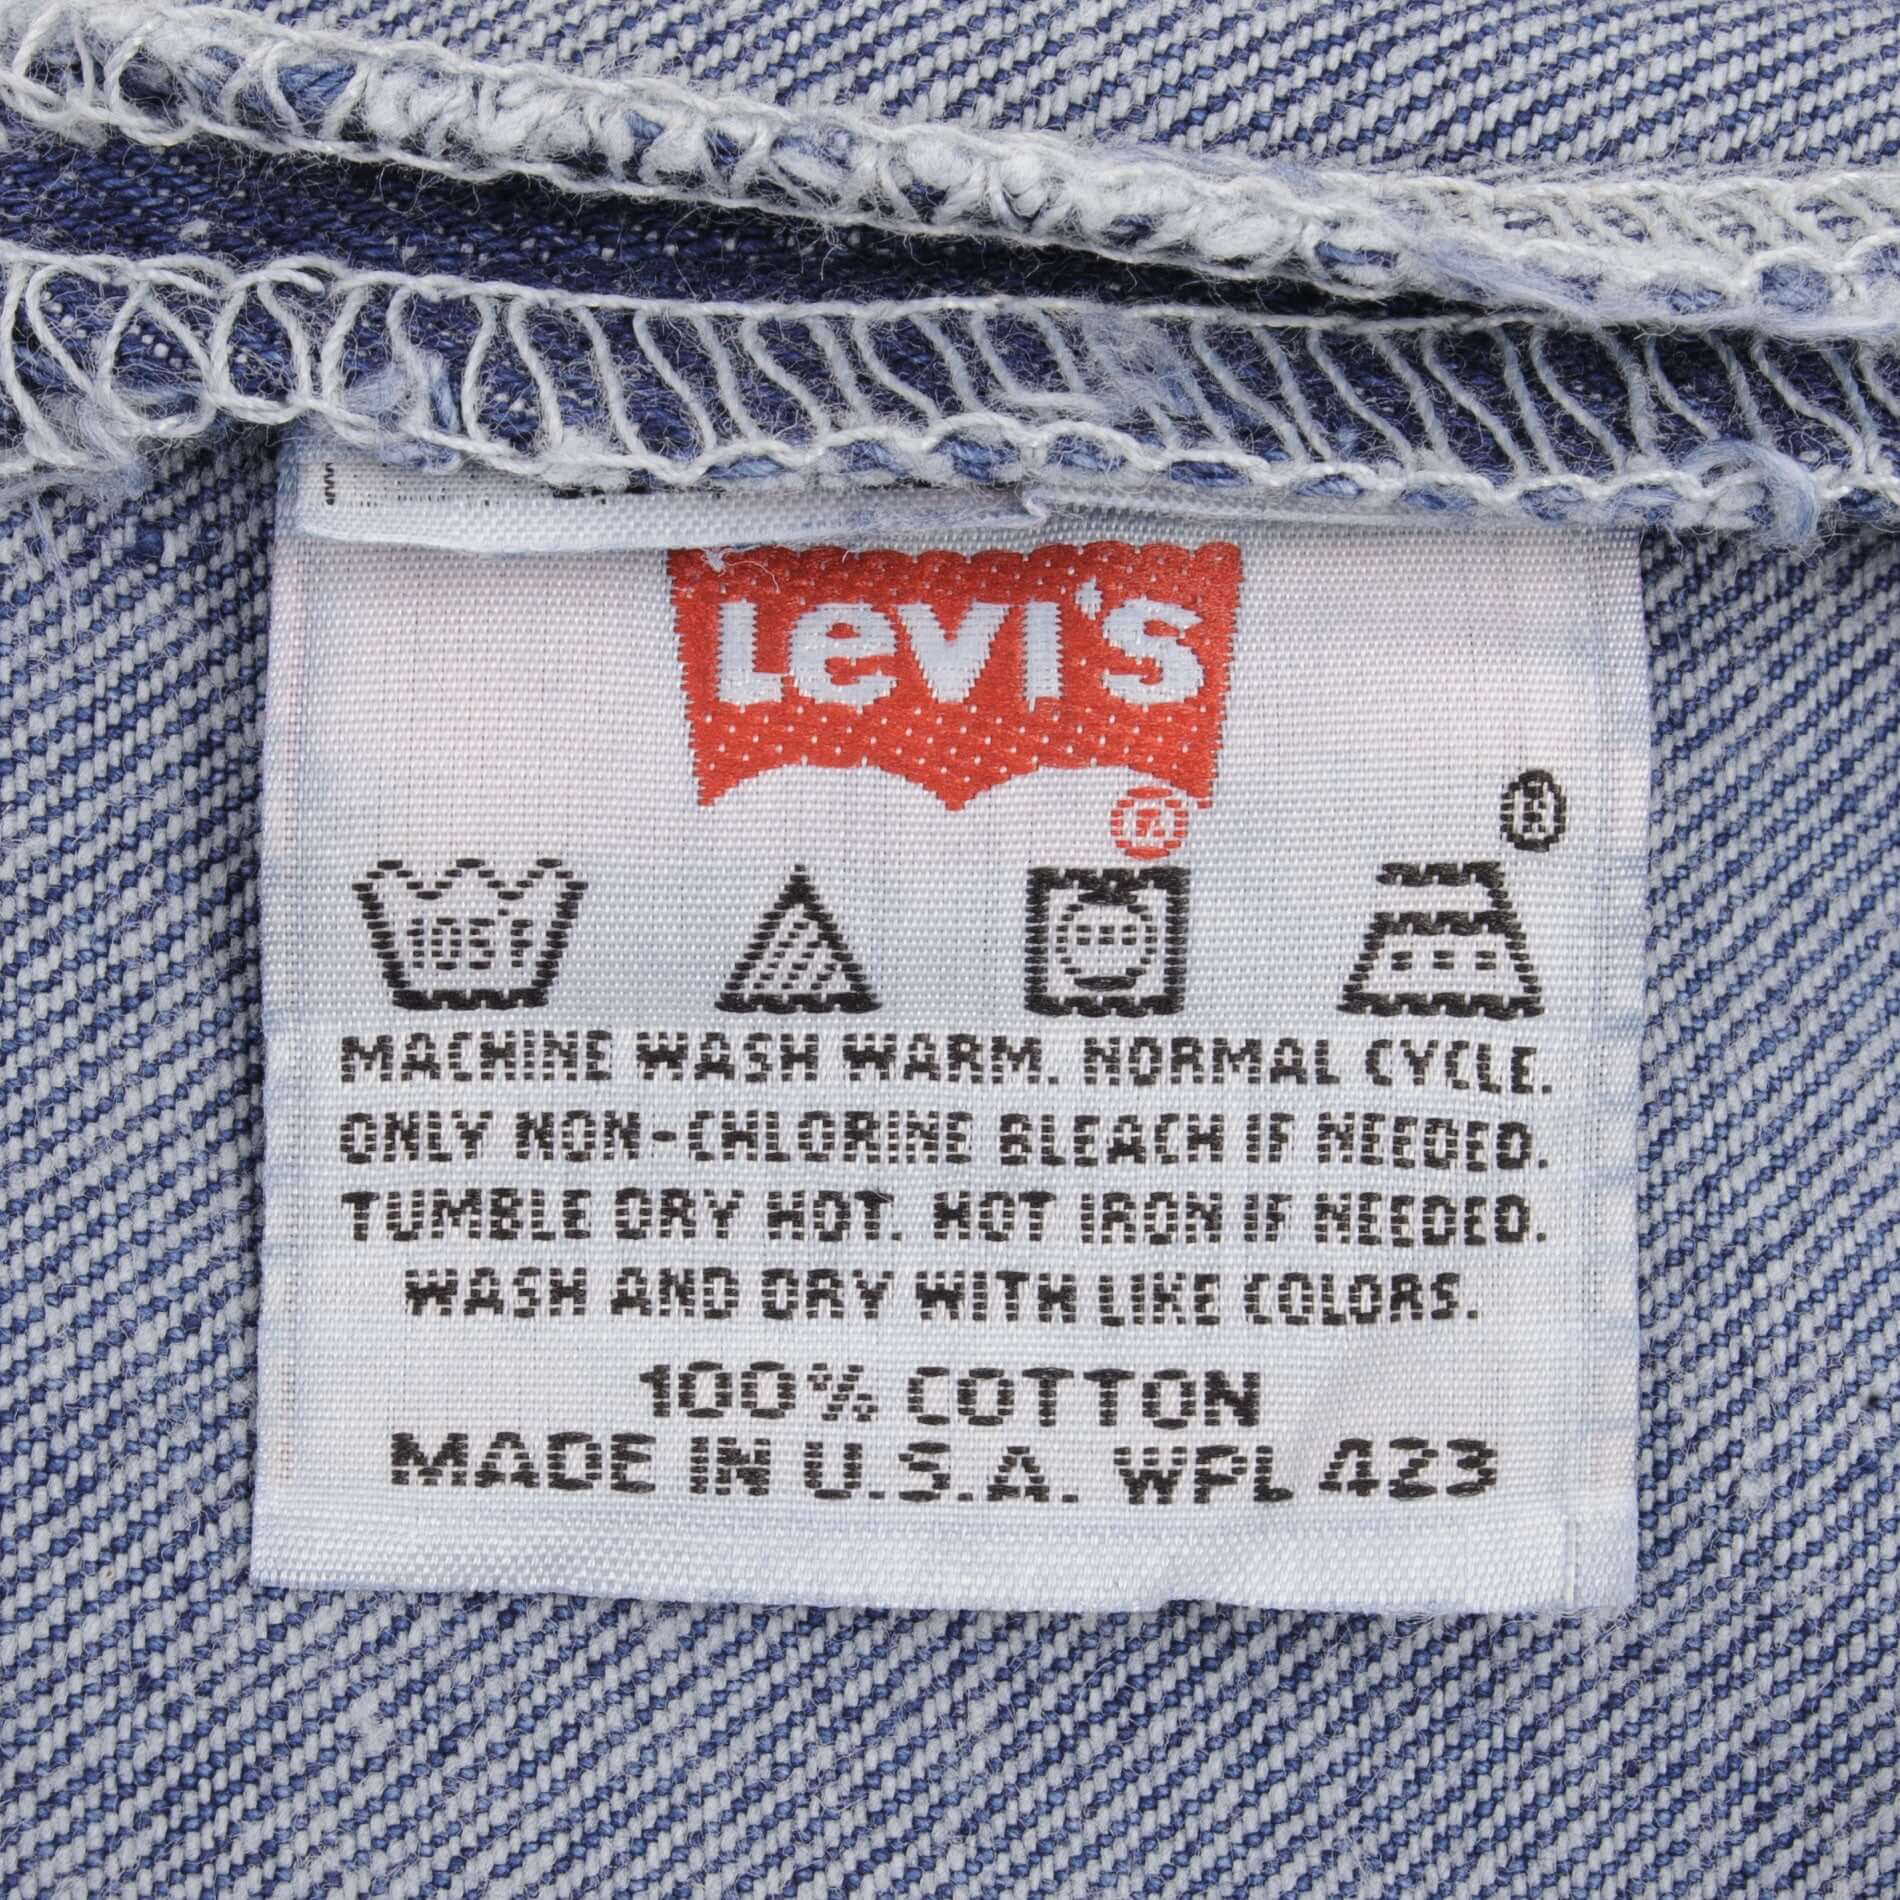 Levi's
®
®
105°F
MACHINE WASH WARM. NORMAL CYCLE.
ONLY NON-CHLORINE BLEACH IF NEEDED.
TUMBLE DRY HOT. HOT IRON IF NEEDED.
WASH AND DRY WITH LIKE COLORS.
100% COTTON
MADE IN U.S.A. WPL 423